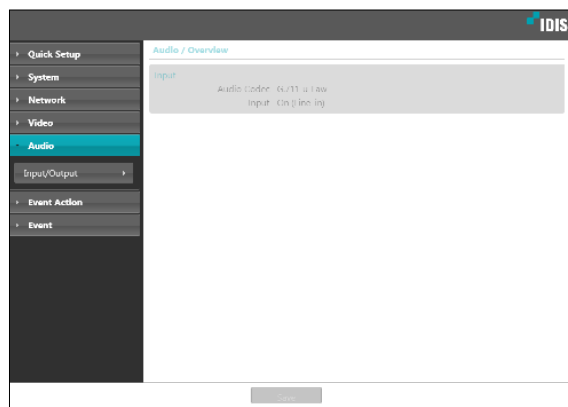 IDIS
Quick Setup
System
Network
Video
Audio
Input/Output
Event Action
Event
Audio / Overview
Input
Audio Codec G.711 u Law
Input On (Line-in)
Save